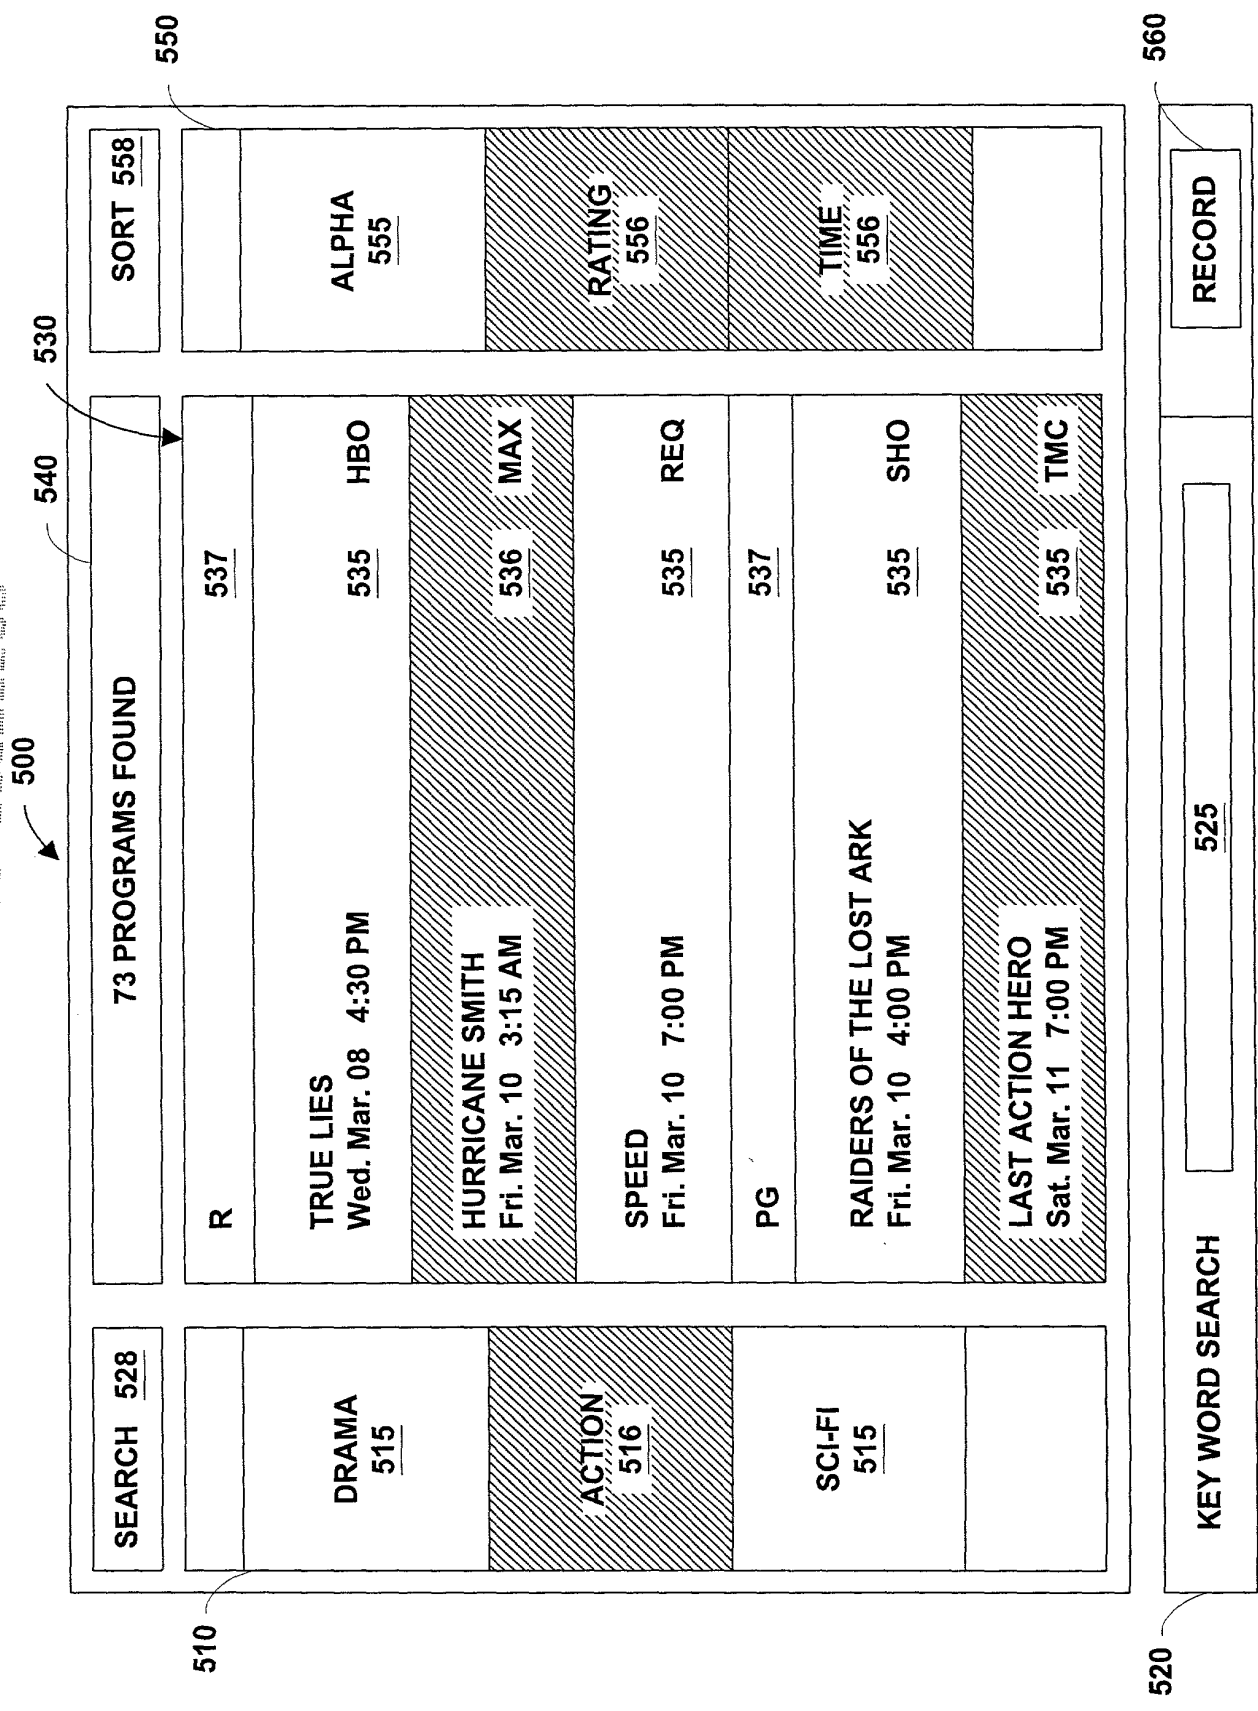 500
540
530
550
SEARCH 528
73 PROGRAMS FOUND
SORT 558
R 537
DRAMA
515
TRUE LIES
Wed. Mar. 08 4:30 PM 535 HBO
ALPHA
555
ACTION
516
HURRICANE SMITH
Fri. Mar. 10 3:15 AM 536 MAX
RATING
556
SPEED
Fri. Mar. 10 7:00 PM 535 REQ
PG 537
SCI-FI
515
RAIDERS OF THE LOST ARK
Fri. Mar. 10 4:00 PM 535 SHO
TIME
556
LAST ACTION HERO
Sat. Mar. 11 7:00 PM 535 TMC
510
KEY WORD SEARCH 525 RECORD
520
560